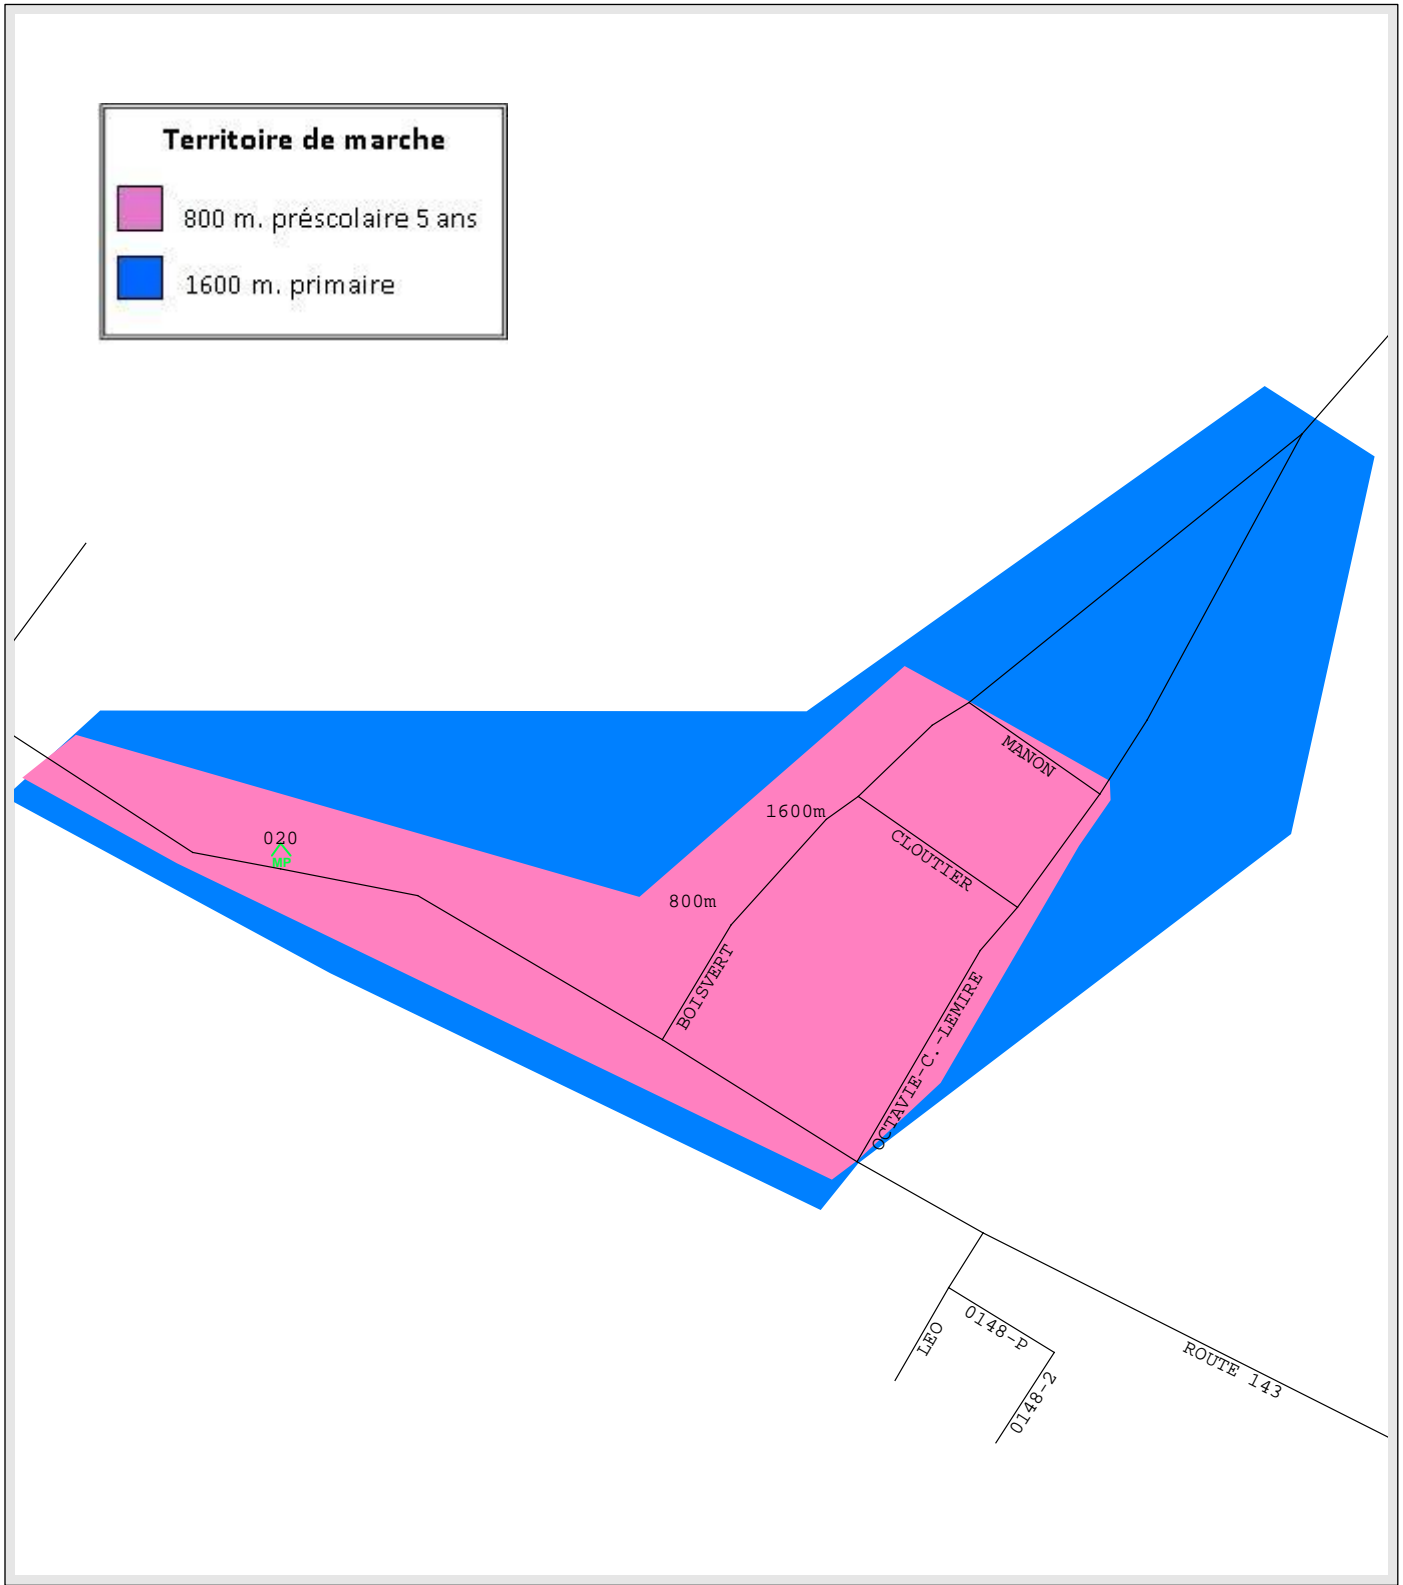 Territoire de marche
800 m. préscolaire 5 ans
1600 m. primaire
MANON
1600m
020
MP
CLOUTIER
800m
BOISVERT
OCTAVIE-C.-LEMIRE
0148-P
LEO
ROUTE 143
0148-2